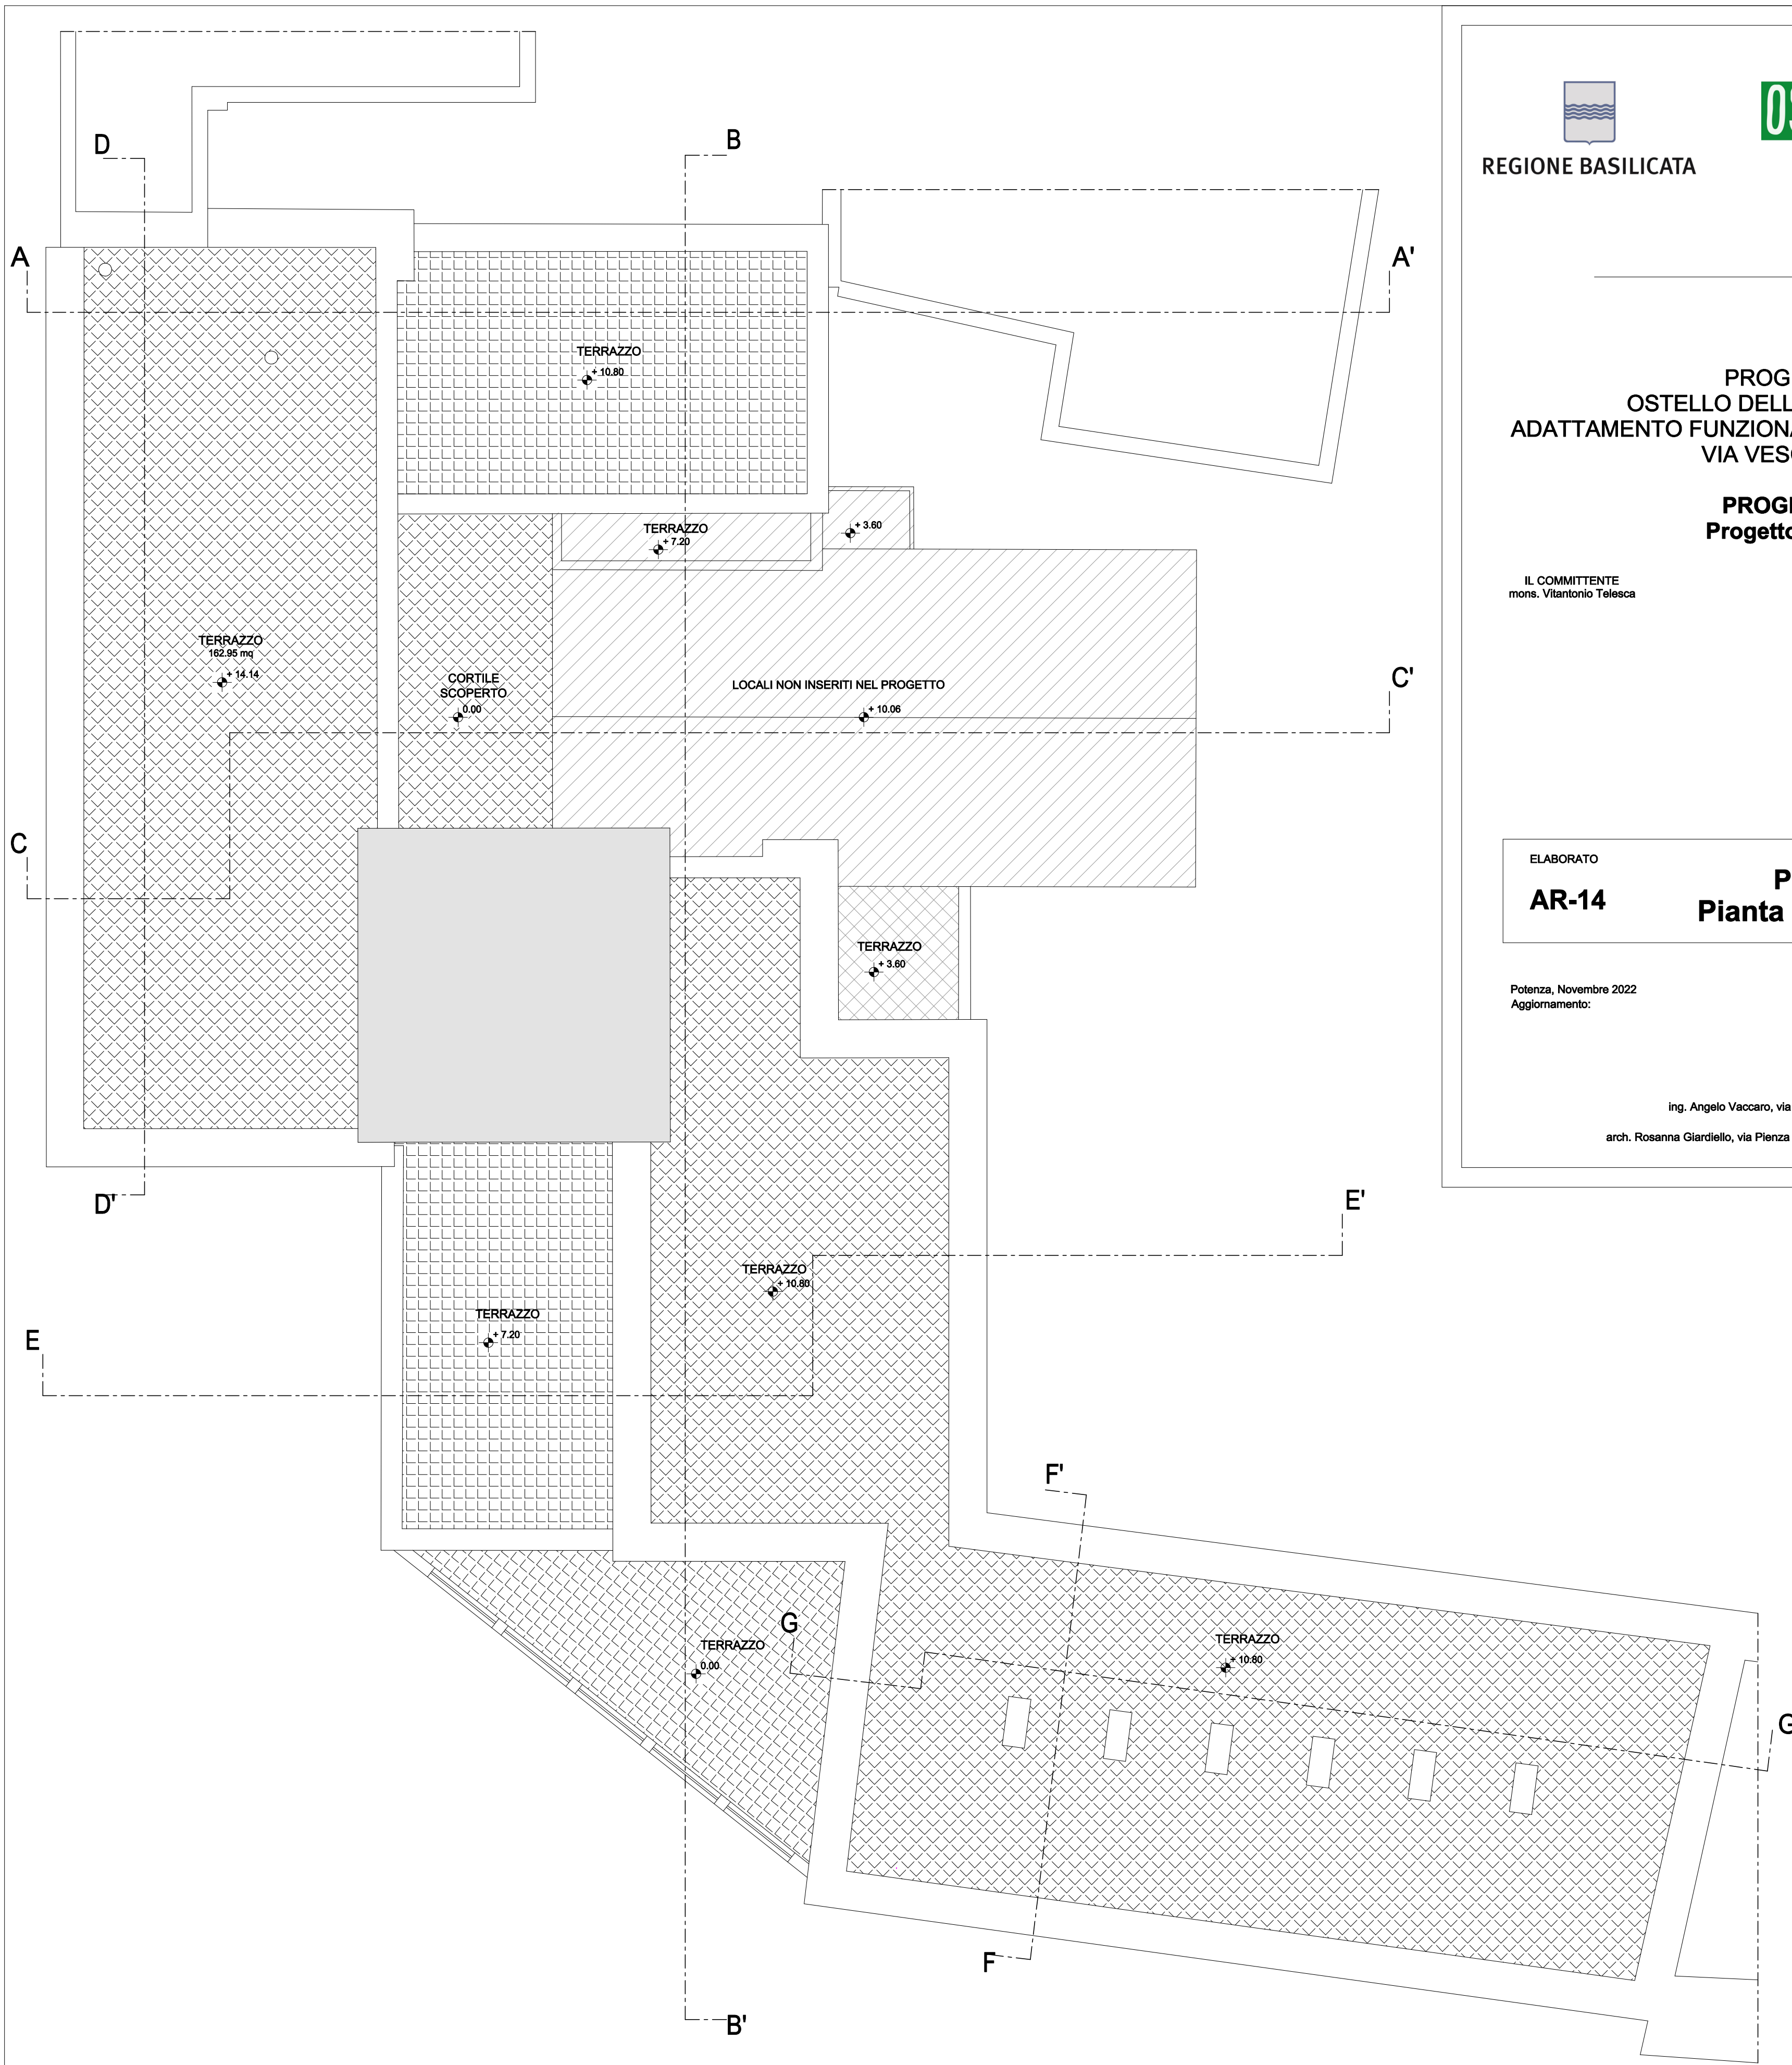 D
B
A
A'
TERRAZZO
+ 10.80
TERRAZZO
+ 7.20
+ 3.60
TERRAZZO
162.95 mq
+ 14.14
CORTILE
SCOPERTO
0.00
LOCALI NON INSERITI NEL PROGETTO
+ 10.06
C'
C
TERRAZZO
+ 3.60
D'
E'
TERRAZZO
+ 10.80
TERRAZZO
+ 7.20
E
F'
G
TERRAZZO
0.00
TERRAZZO
+ 10.80
F
B'
REGIONE BASILICATA
PROG
OSTELLO DELL
ADATTAMENTO FUNZIONA
VIA VESC
PROGE
Progetto
IL COMMITTENTE
mons. Vitantonio Telesca
ELABORATO
AR-14
P
Pianta
Potenza, Novembre 2022
Aggiornamento:
ing. Angelo Vaccaro, via
arch. Rosanna Giardiello, via Pienza